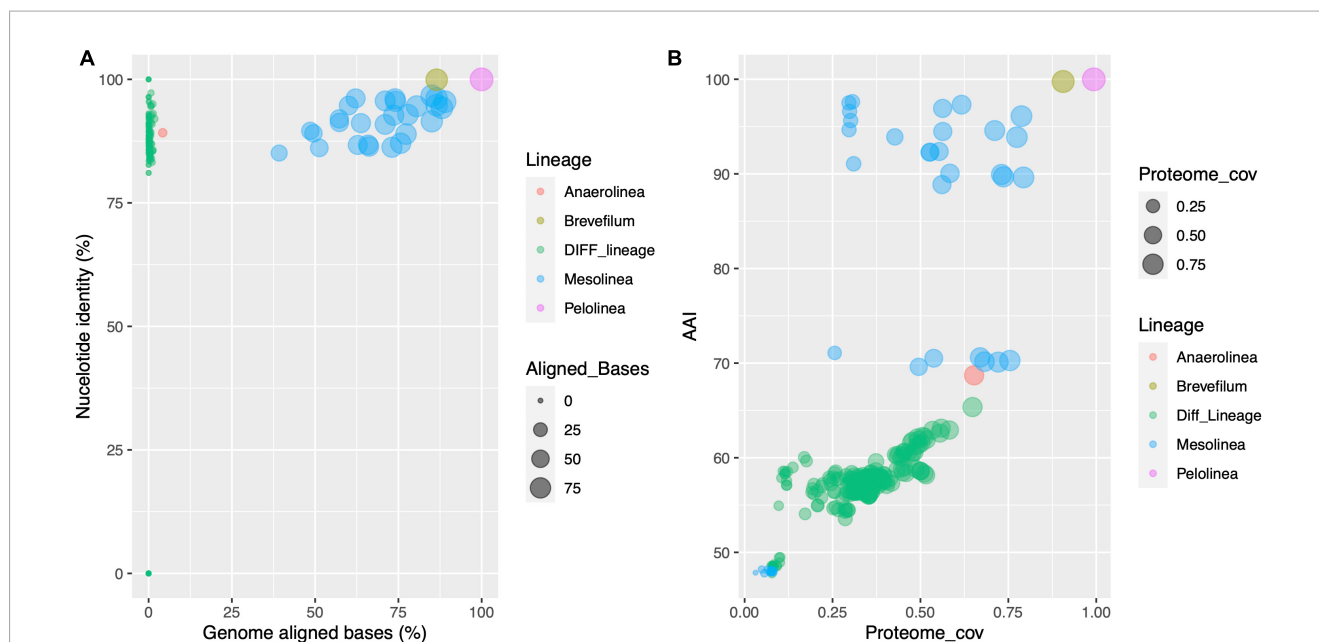 A
100
75
50
25
0
Nucelotide identity (%)
0
25
50
75
100
Genome aligned bases (%)
Lineage
Anaerolinea
Brevefilum
DIFF_lineage
Mesolinea
Pelolinea
Aligned_Bases
0
25
50
75
B
100
90
80
70
60
50
AAI
0.00
0.25
0.50
0.75
1.00
Proteome_cov
Proteome_cov
0.25
0.50
0.75
Lineage
Anaerolinea
Brevefilum
Diff_Lineage
Mesolinea
Pelolinea